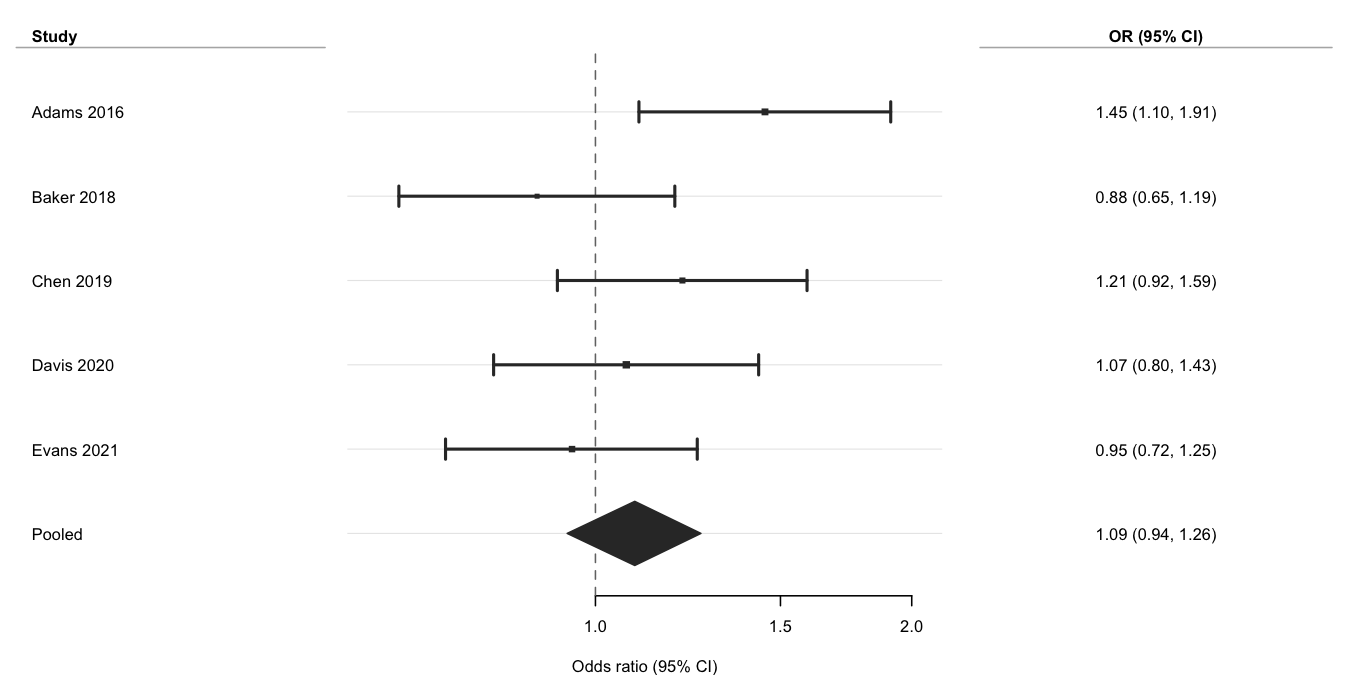 Study OR (95% CI)
Adams 2016 1.45 (1.10, 1.91)
Baker 2018 0.88 (0.65, 1.19)
Chen 2019 1.21 (0.92, 1.59)
Davis 2020 1.07 (0.80, 1.43)
Evans 2021 0.95 (0.72, 1.25)
Pooled 1.09 (0.94, 1.26)
1.0 1.5 2.0
Odds ratio (95% CI)